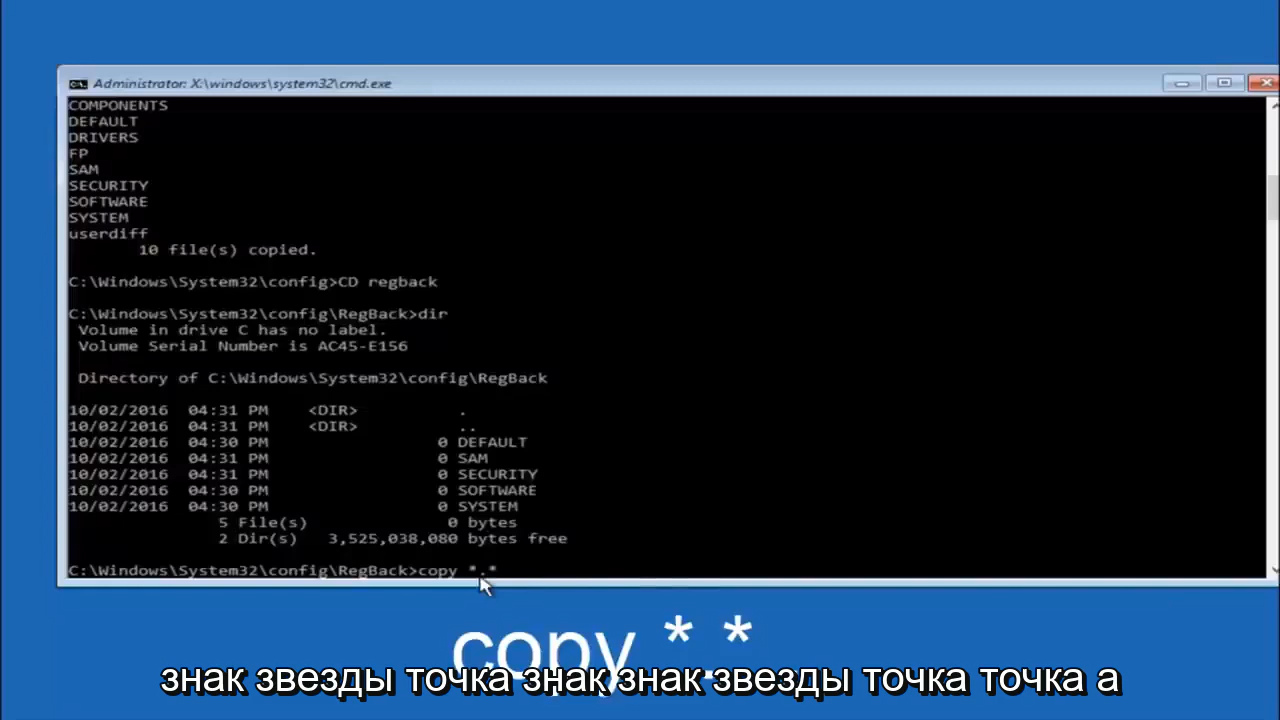 Administrator: X:\windows\system32\cmd.exe
COMPONENTS
DEFAULT
DRIVERS
FP
SAM
SECURITY
SOFTWARE
SYSTEM
userdiff
10 file(s) copied.
C:\Windows\System32\config>CD regback
C:\Windows\System32\config\RegBack>dir
Volume in drive C has no label.
Volume Serial Number is AC45-E156
Directory of C:\Windows\System32\config\RegBack
10/02/2016 04:31 PM <DIR> .
10/02/2016 04:31 PM <DIR> ..
10/02/2016 04:30 PM 0 DEFAULT
10/02/2016 04:31 PM 0 SAM
10/02/2016 04:31 PM 0 SECURITY
10/02/2016 04:30 PM 0 SOFTWARE
10/02/2016 04:30 PM 0 SYSTEM
5 File(s) 0 bytes
2 Dir(s) 3,525,038,080 bytes free
C:\Windows\System32\config\RegBack>copy *.*
copy *.*
знак звезды точка знак знак звезды точка точка а